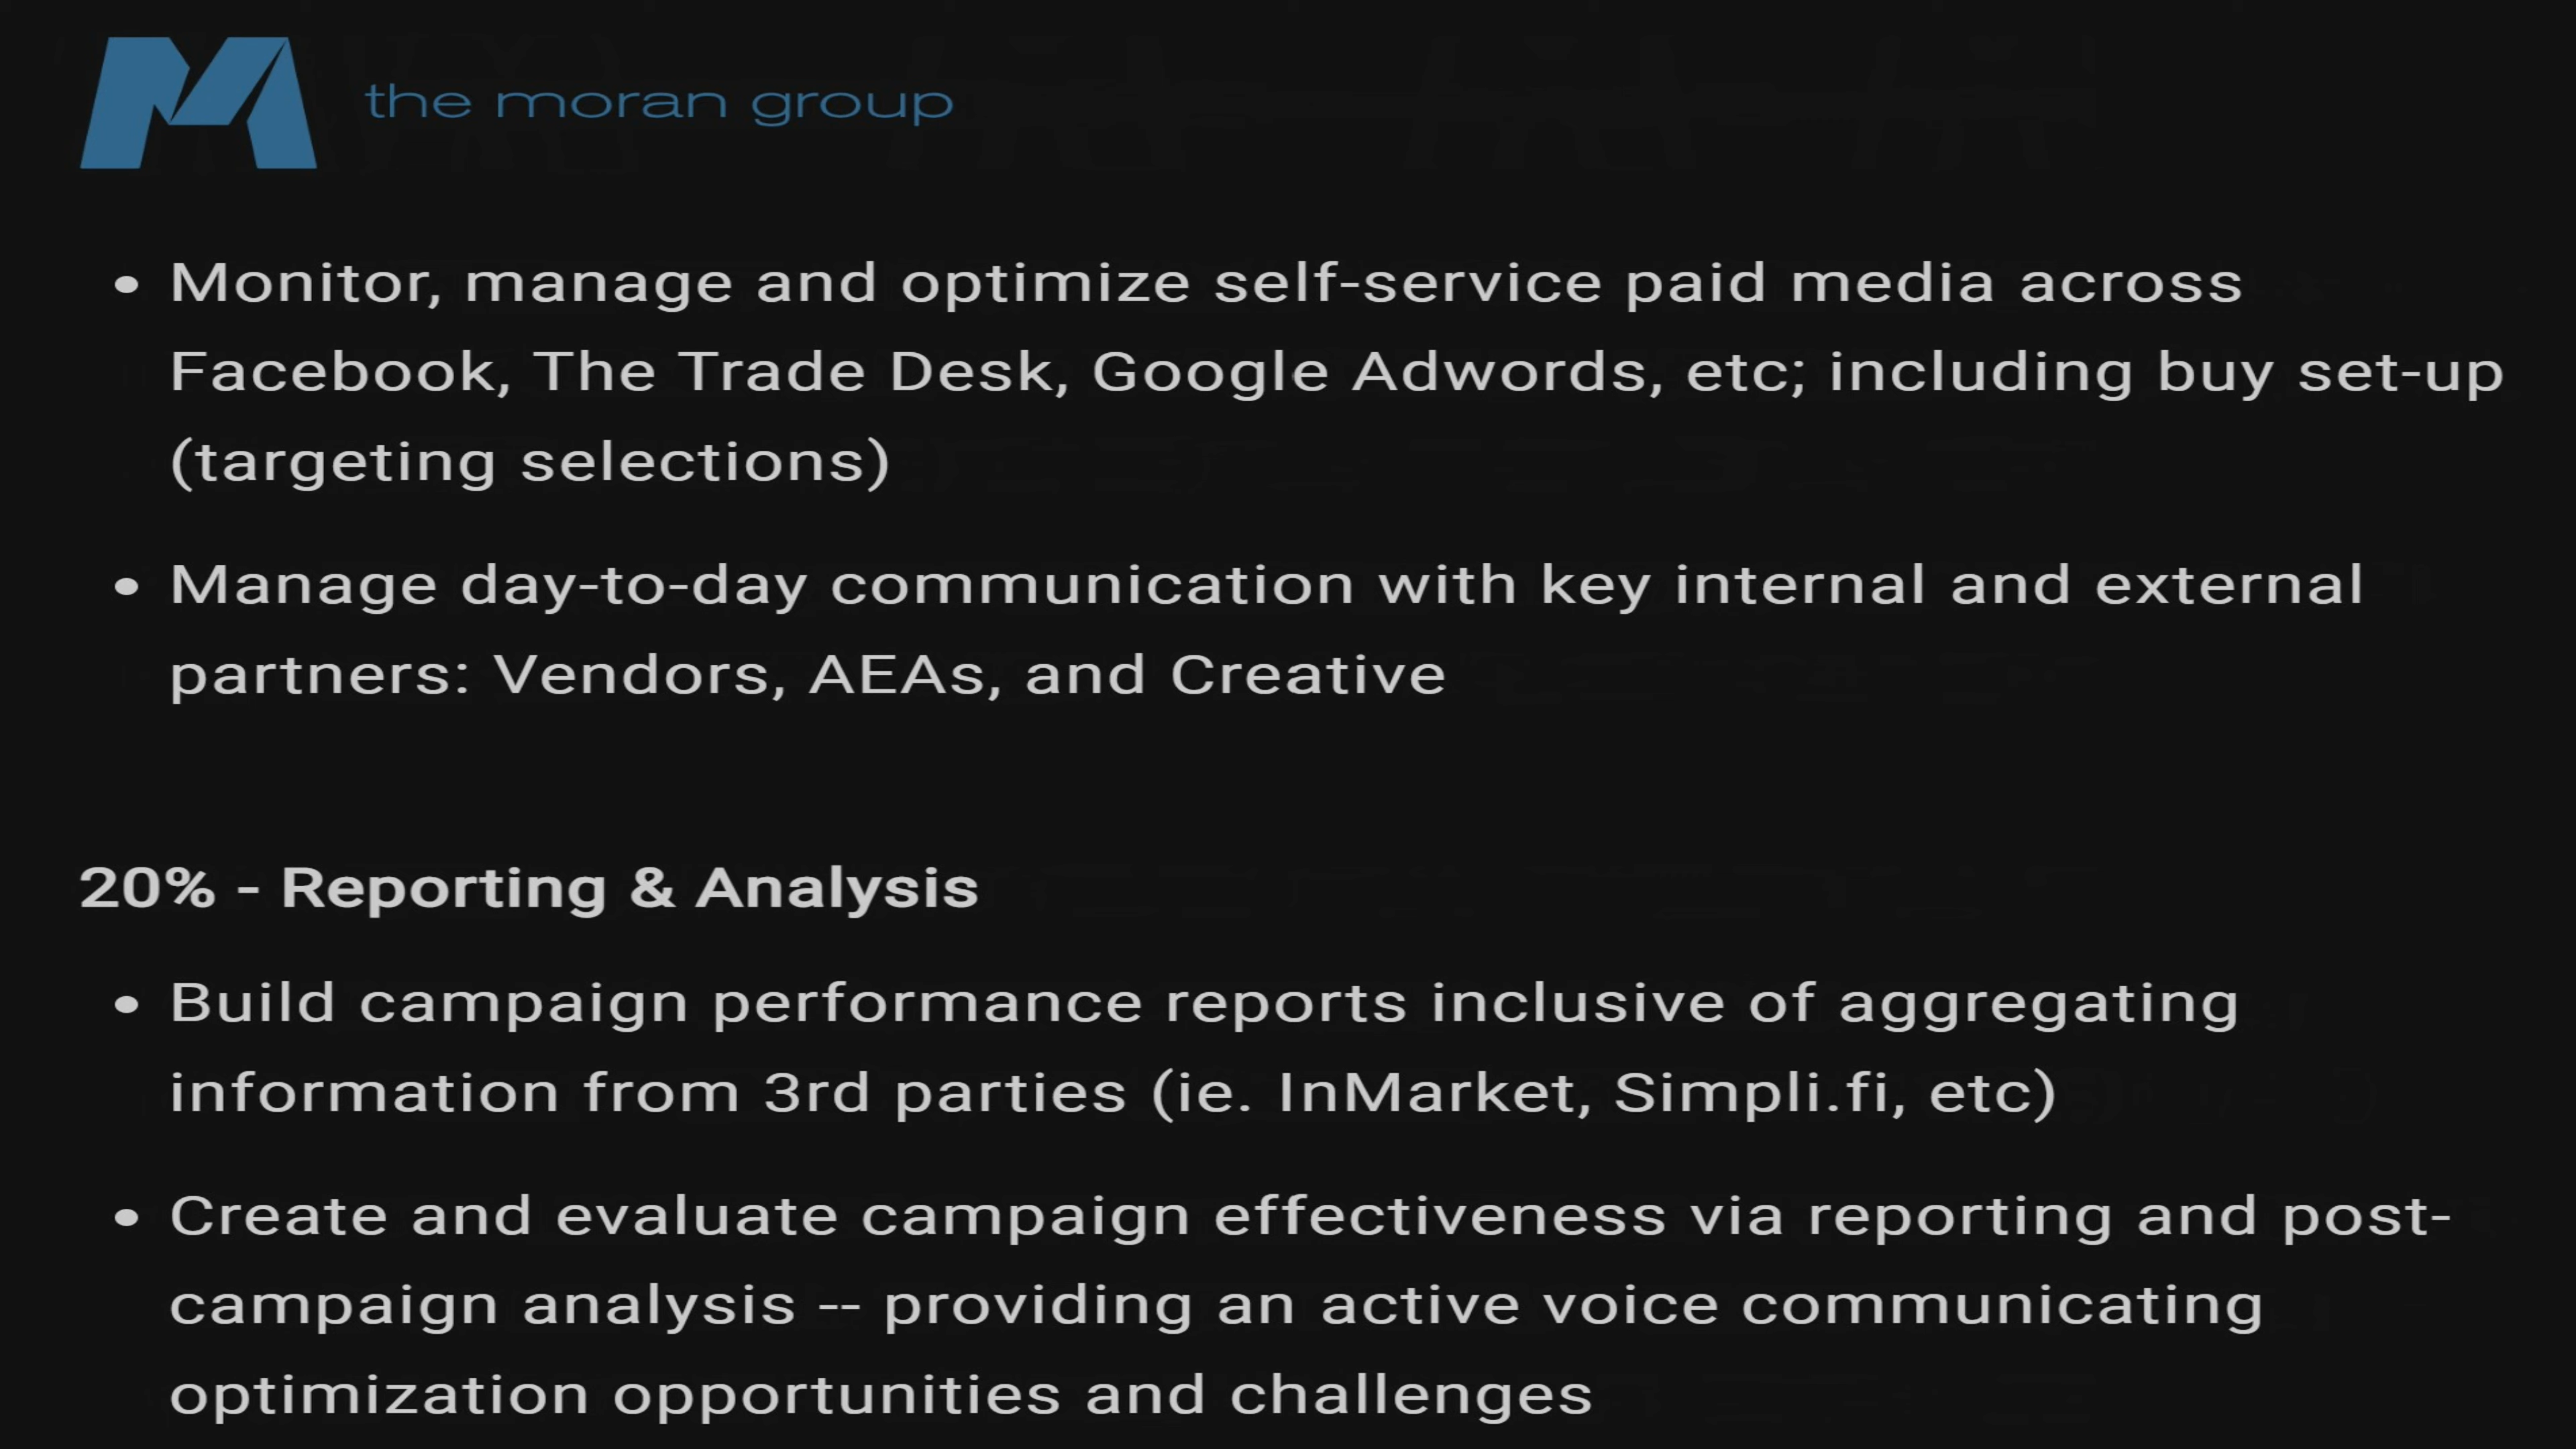 the moran group
• Monitor, manage and optimize self-service paid media across
Facebook, The Trade Desk, Google Adwords, etc; including buy set-up
(targeting selections)
• Manage day-to-day communication with key internal and external
partners: Vendors, AEAs, and Creative
20% - Reporting & Analysis
• Build campaign performance reports inclusive of aggregating
information from 3rd parties (ie. InMarket, Simpli.fi, etc)
• Create and evaluate campaign effectiveness via reporting and post-
campaign analysis -- providing an active voice communicating
optimization opportunities and challenges